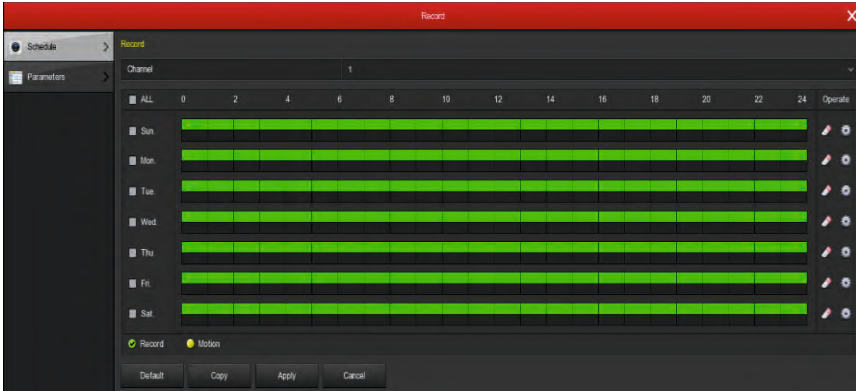 Record X
Schedule
Parameters
Record
Channel 1
ALL 0 2 4 6 8 10 12 14 16 18 20 22 24 Operate
Sun.
Mon.
Tue.
Wed.
Thu.
Fri.
Sat.
Record Motion
Default Copy Apply Cancel